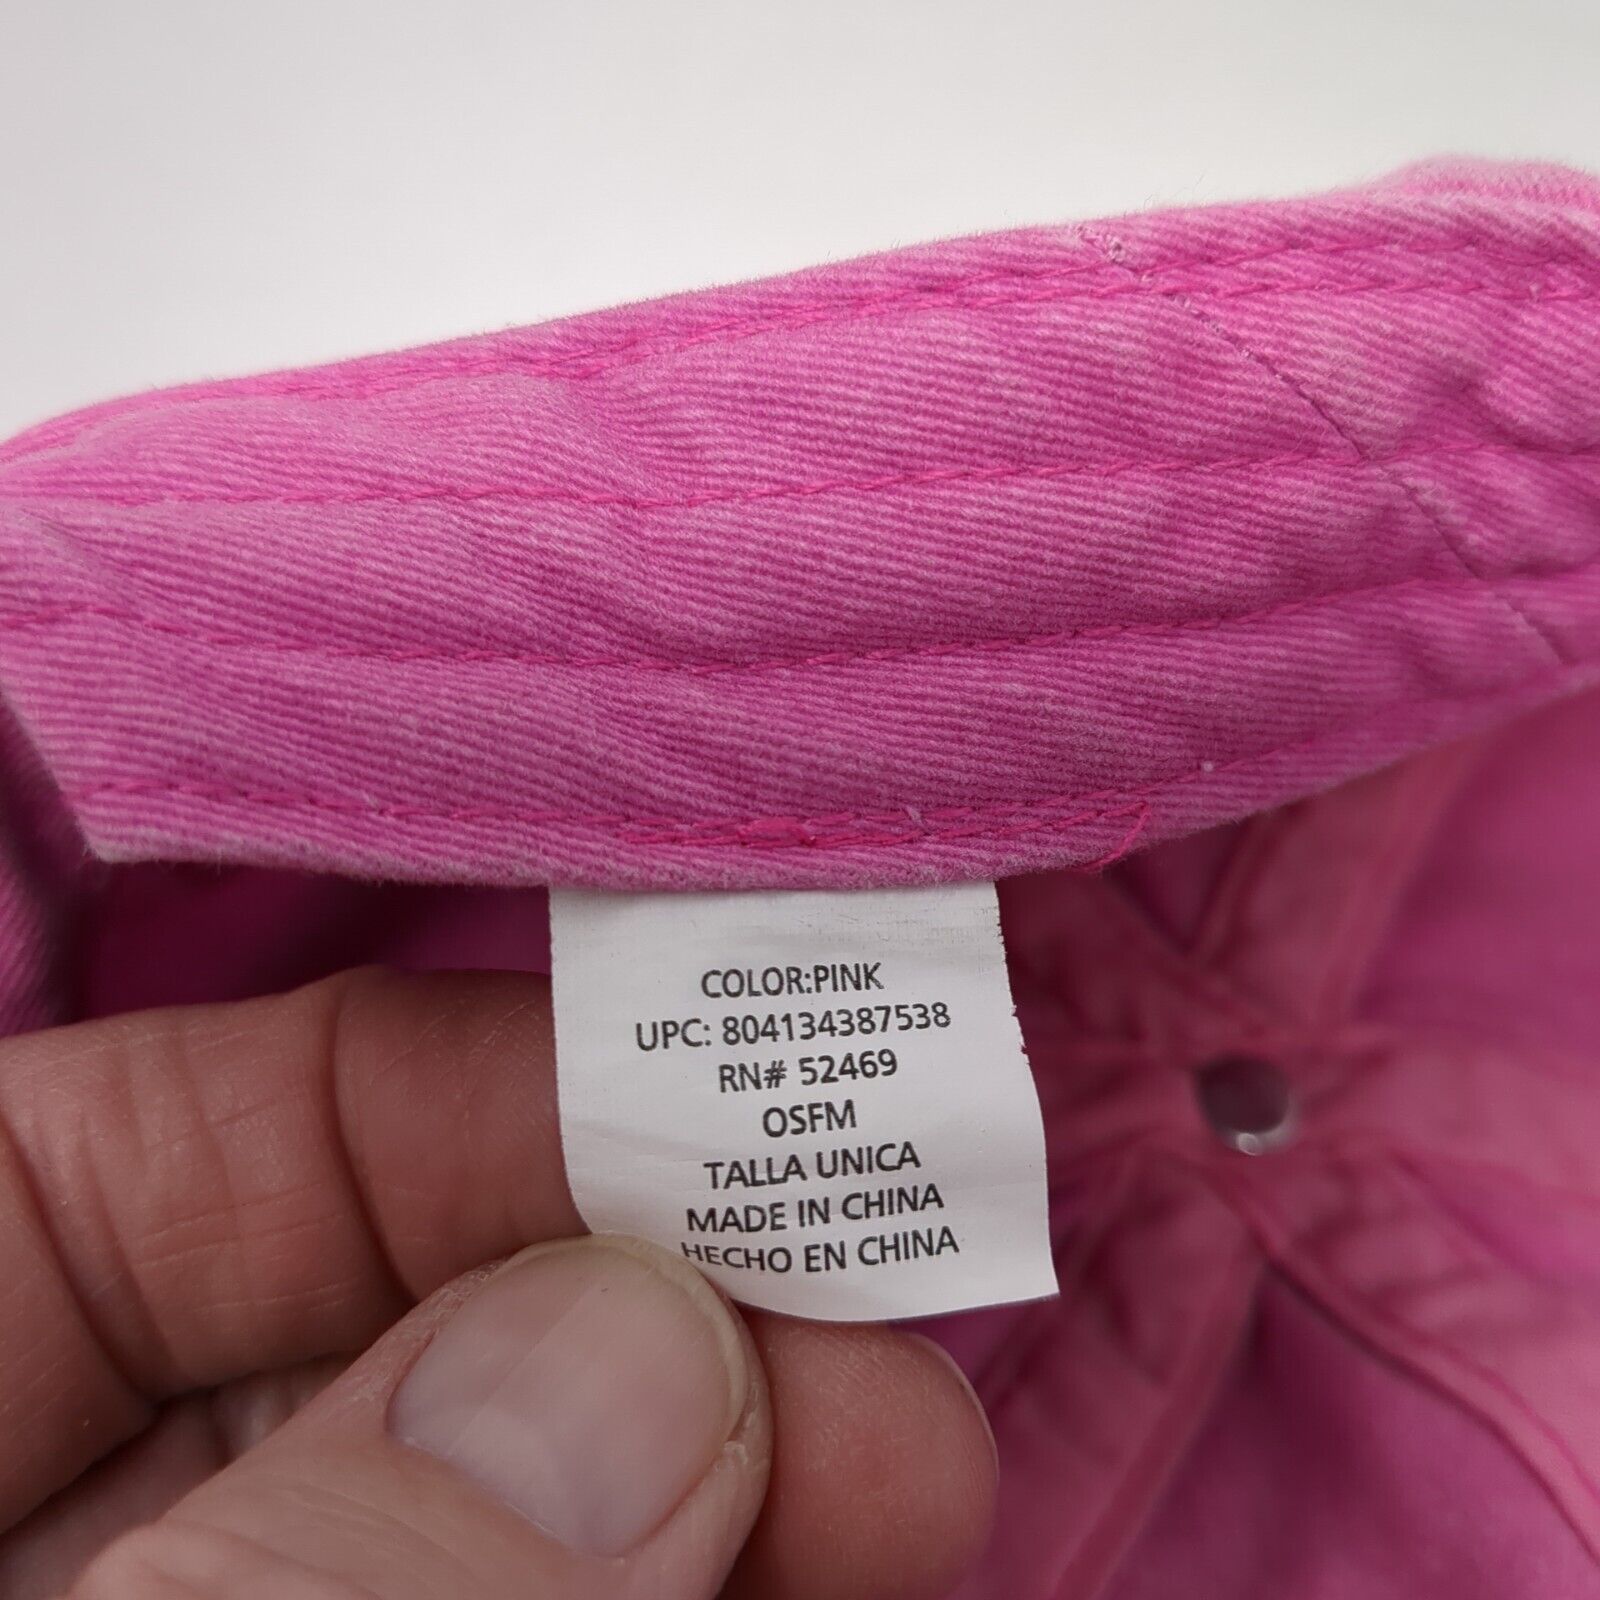 COLOR:PINK
UPC: 804134387538
RN# 52469
OSFM
TALLA UNICA
MADE IN CHINA
HECHO EN CHINA